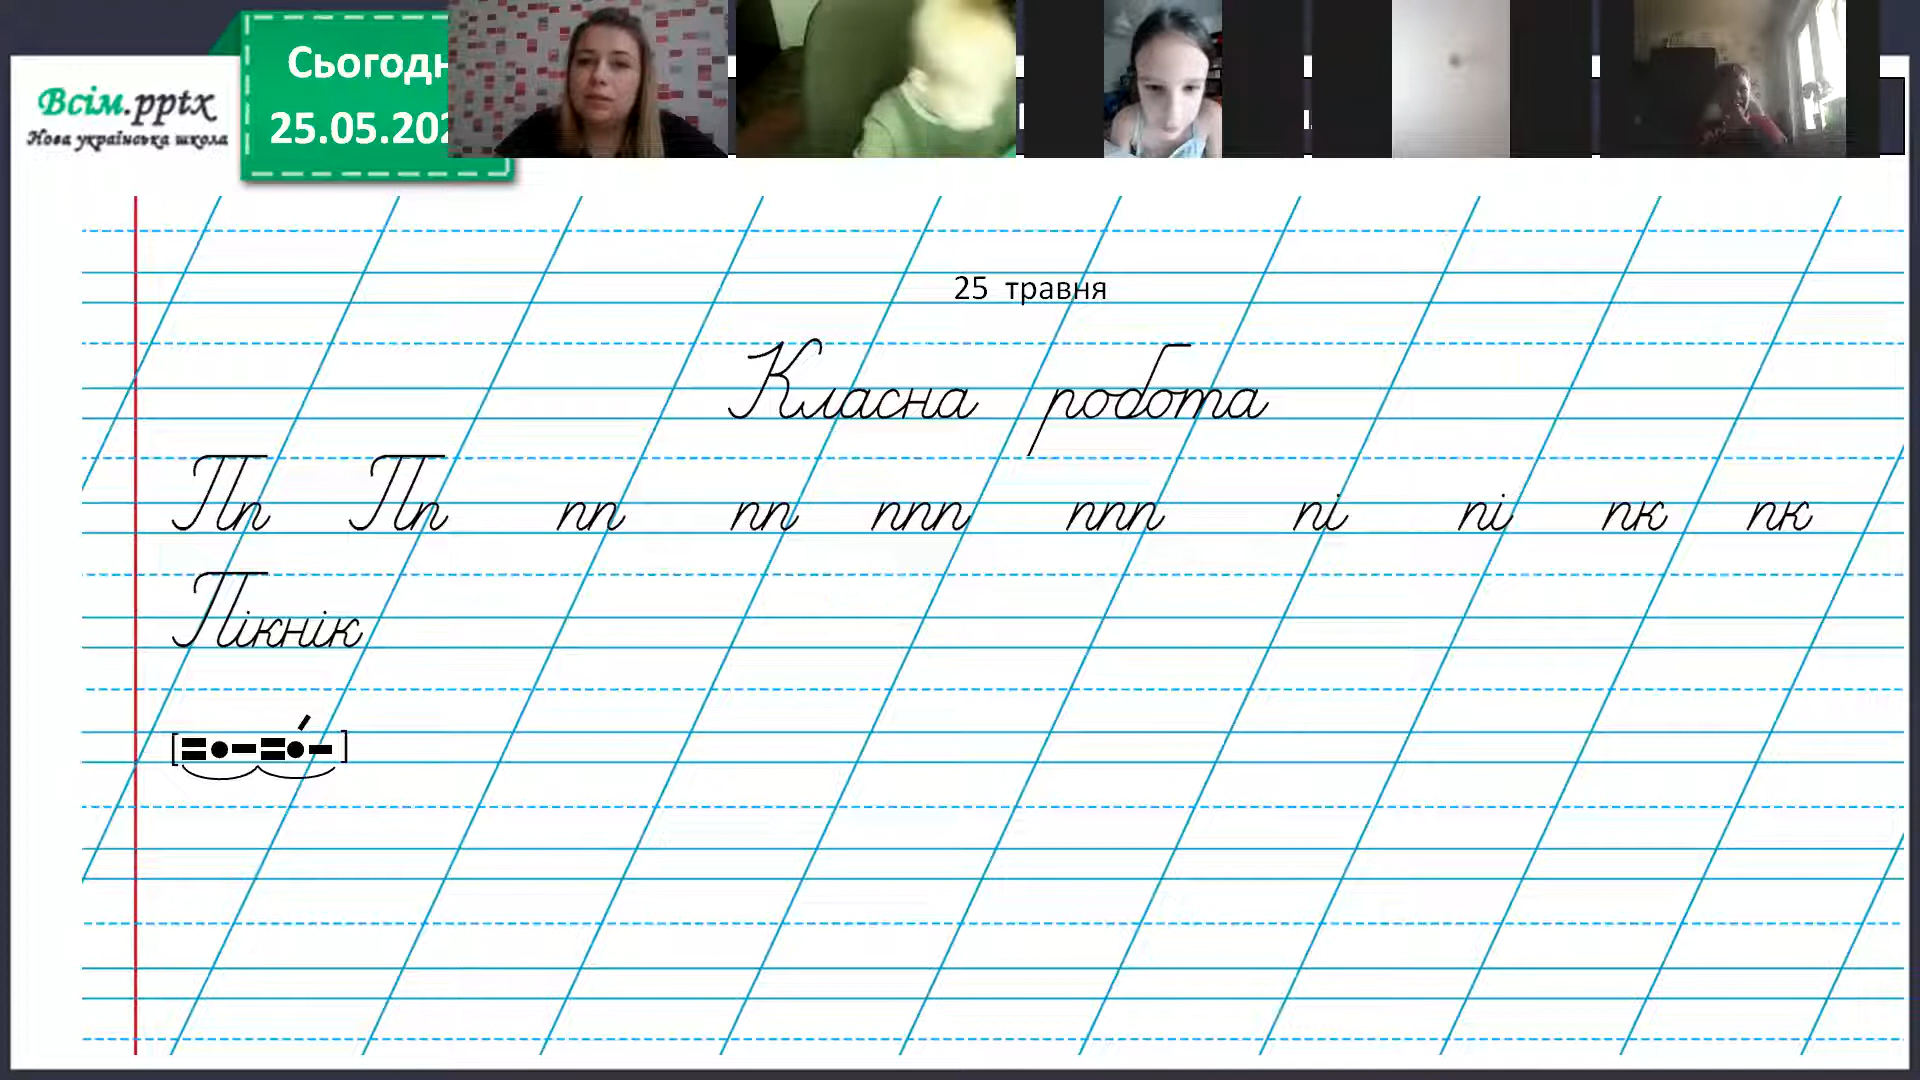 Всім.pptx
Нова українська школа
Сьогодн
25.05.202
25 травня
Класна робота
Пп Пп пп пп ппп ппп пі пі пк пк
Пікнік